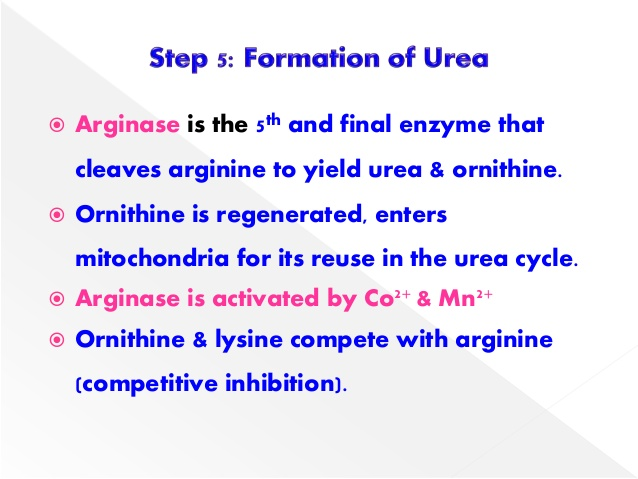 Step 5: Formation of Urea
Arginase is the 5th and final enzyme that
cleaves arginine to yield urea & ornithine.
Ornithine is regenerated, enters
mitochondria for its reuse in the urea cycle.
Arginase is activated by Co2+ & Mn2+
Ornithine & lysine compete with arginine
(competitive inhibition).